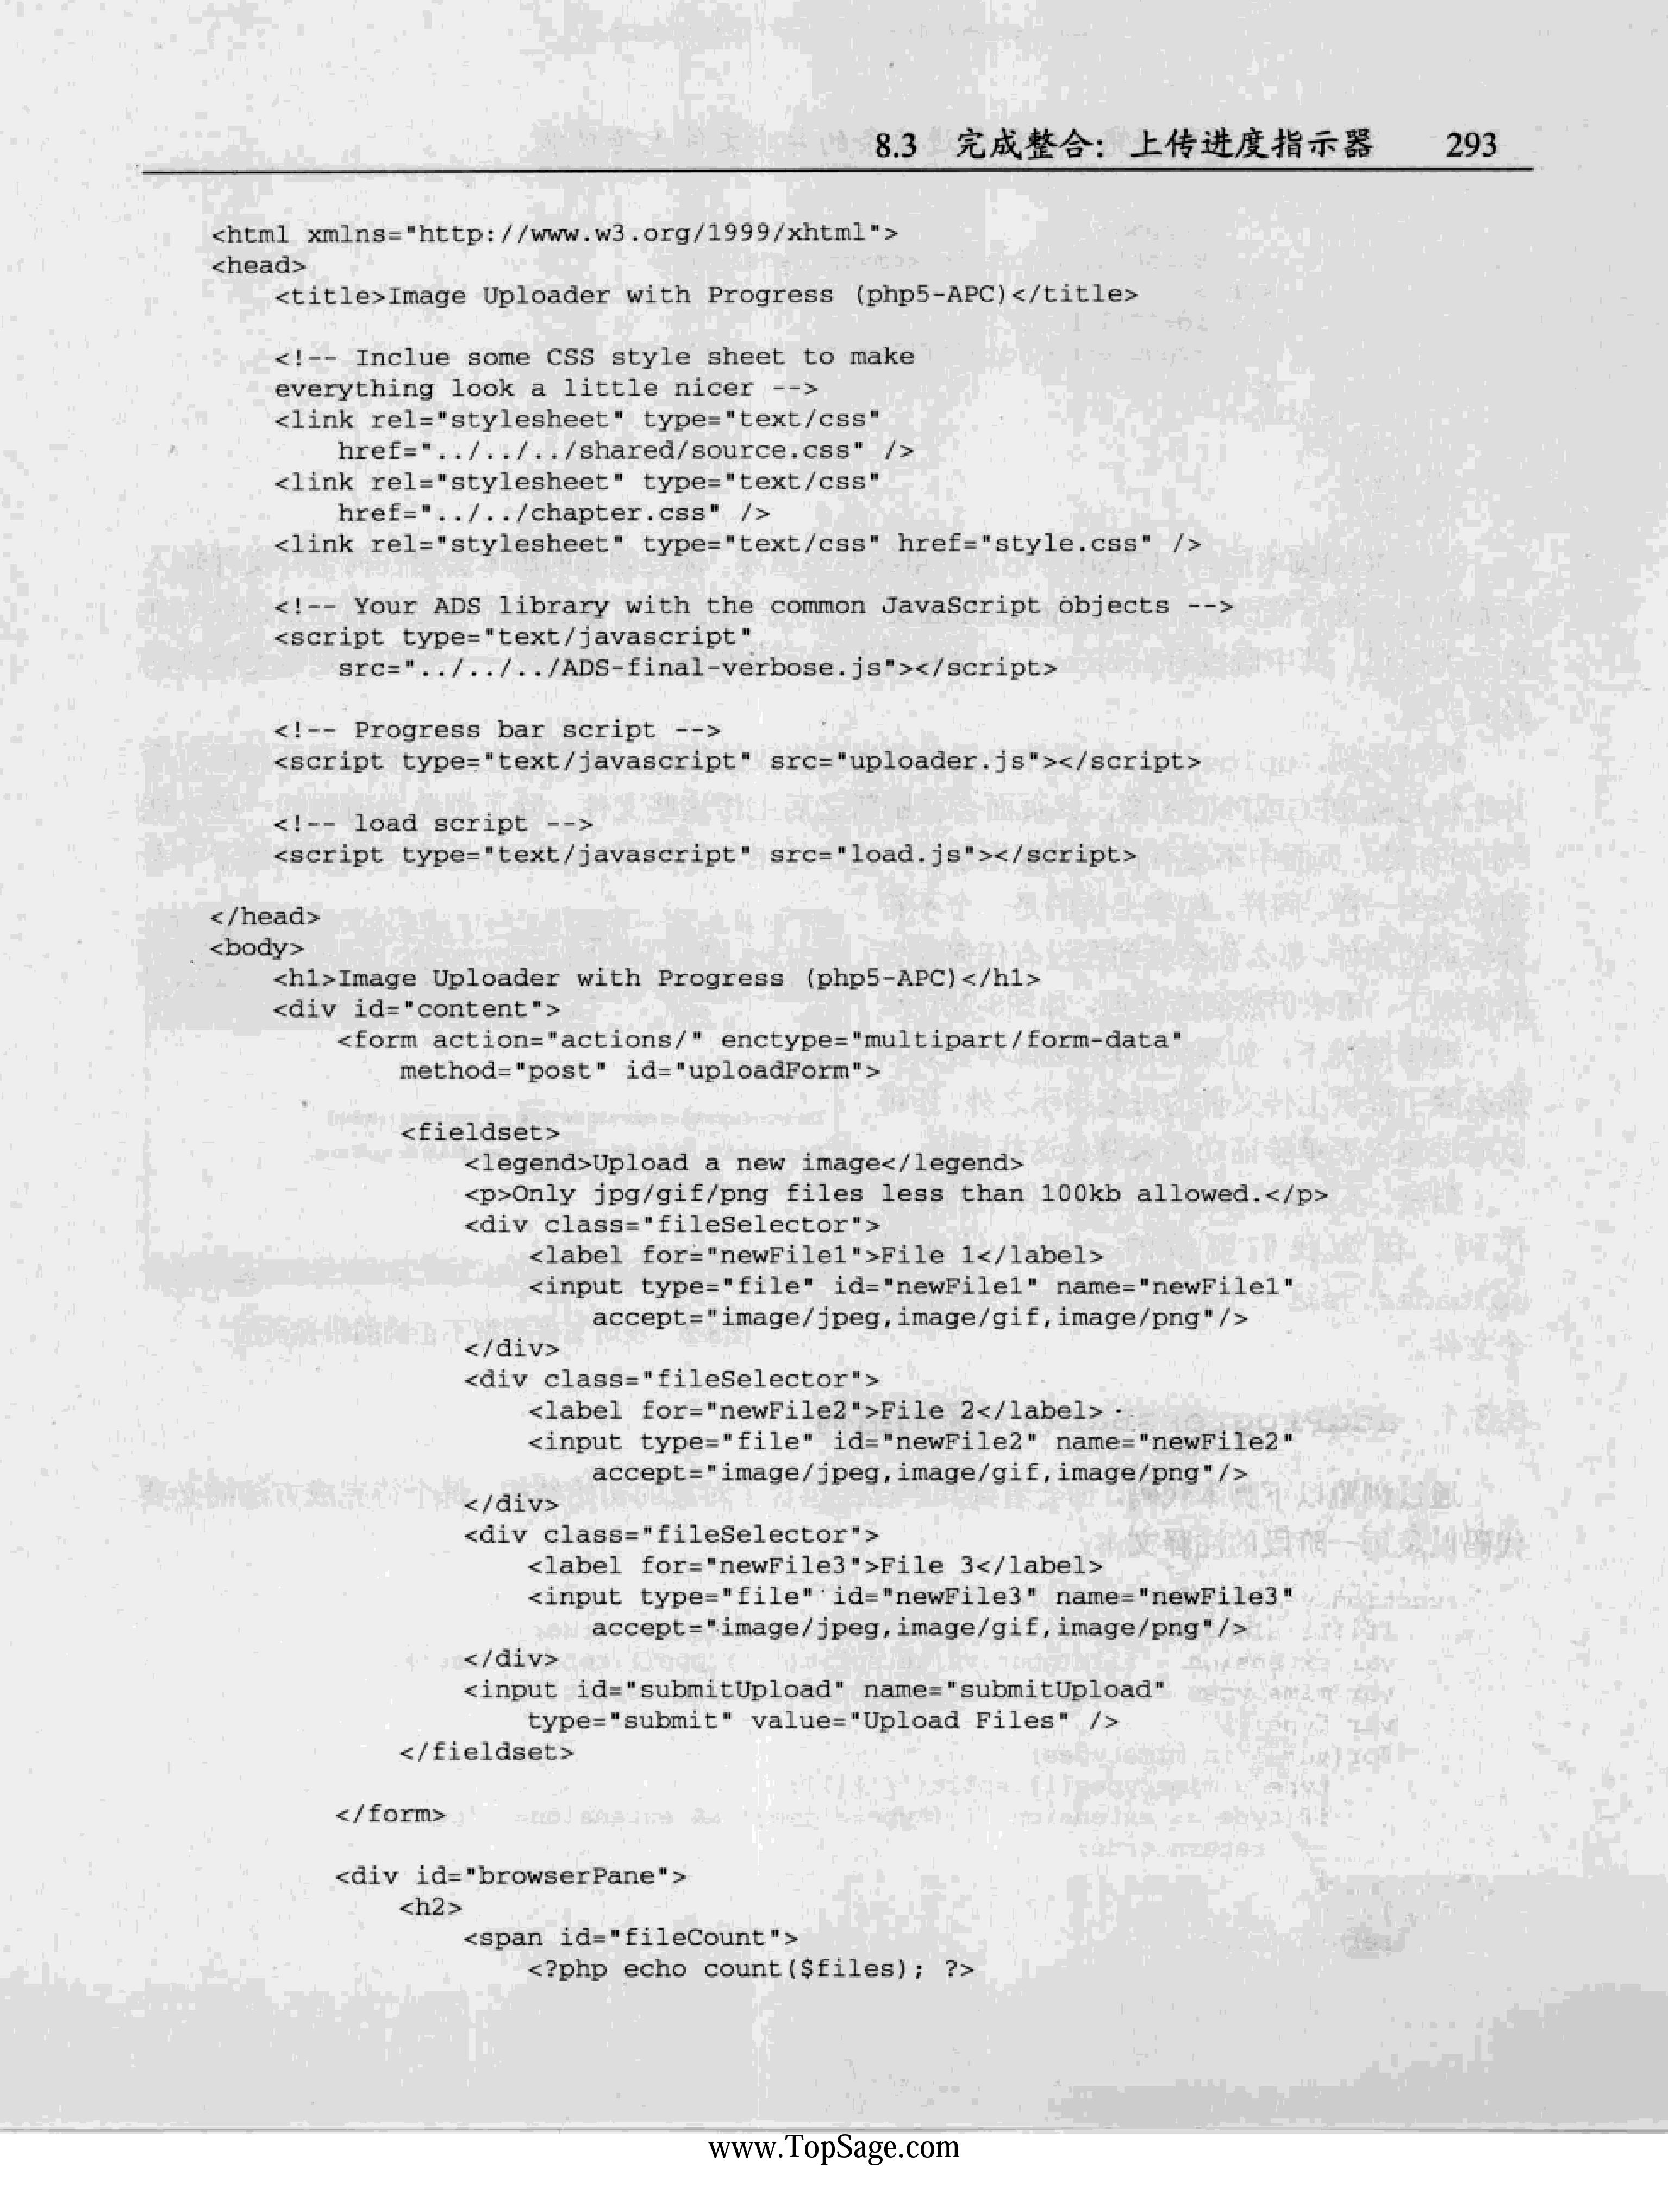 8.3 完成整合：上传进度指示器 293
<html xmlns="http://www.w3.org/1999/xhtml">
<head>
    <title>Image Uploader with Progress (php5-APC)</title>

    <!-- Inclue some CSS style sheet to make
    everything look a little nicer -->
    <link rel="stylesheet" type="text/css"
        href="../../../shared/source.css" />
    <link rel="stylesheet" type="text/css"
        href="../../chapter.css" />
    <link rel="stylesheet" type="text/css" href="style.css" />

    <!-- Your ADS library with the common JavaScript objects -->
    <script type="text/javascript"
        src="../../../ADS-final-verbose.js"></script>

    <!-- Progress bar script -->
    <script type="text/javascript" src="uploader.js"></script>

    <!-- load script -->
    <script type="text/javascript" src="load.js"></script>

</head>
<body>
    <h1>Image Uploader with Progress (php5-APC)</h1>
    <div id="content">
        <form action="actions/" enctype="multipart/form-data"
            method="post" id="uploadForm">

            <fieldset>
                <legend>Upload a new image</legend>
                <p>Only jpg/gif/png files less than 100kb allowed.</p>
                <div class="fileSelector">
                    <label for="newFile1">File 1</label>
                    <input type="file" id="newFile1" name="newFile1"
                        accept="image/jpeg,image/gif,image/png"/>
                </div>
                <div class="fileSelector">
                    <label for="newFile2">File 2</label>
                    <input type="file" id="newFile2" name="newFile2"
                        accept="image/jpeg,image/gif,image/png"/>
                </div>
                <div class="fileSelector">
                    <label for="newFile3">File 3</label>
                    <input type="file" id="newFile3" name="newFile3"
                        accept="image/jpeg,image/gif,image/png"/>
                </div>
                <input id="submitUpload" name="submitUpload"
                    type="submit" value="Upload Files" />
            </fieldset>

        </form>

        <div id="browserPane">
            <h2>
                <span id="fileCount">
                    <?php echo count($files); ?>
www.TopSage.com